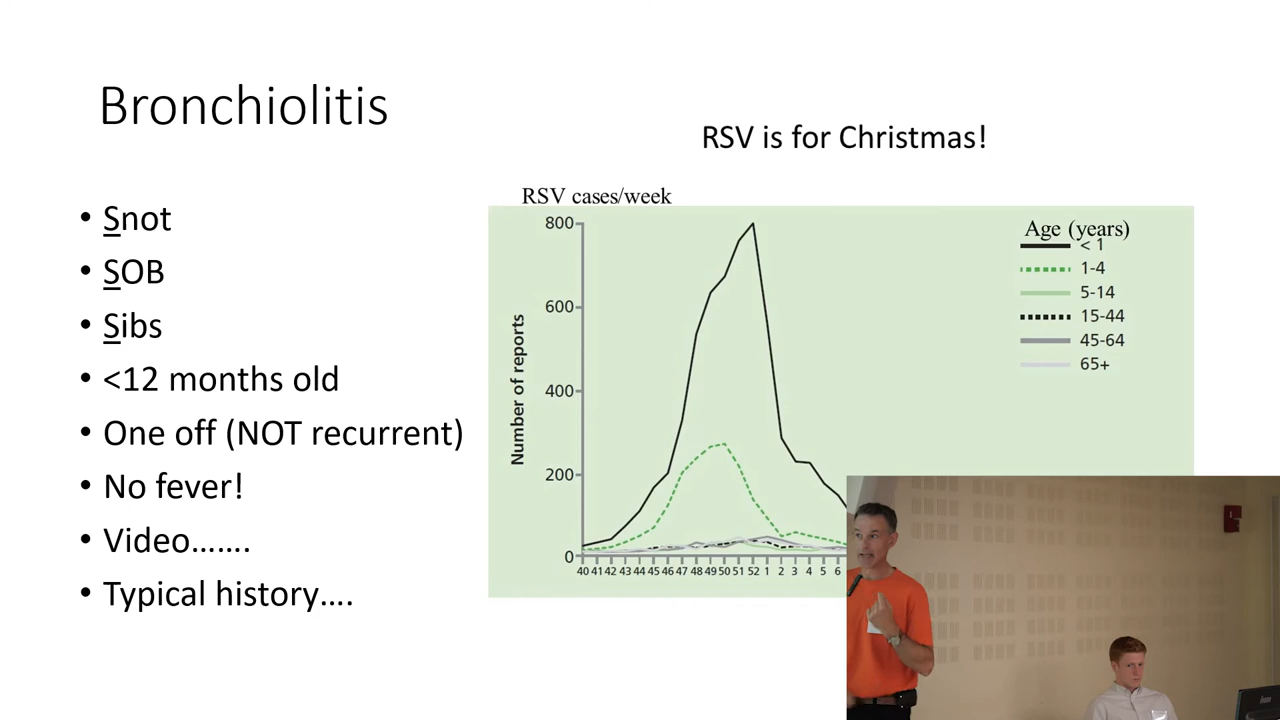 Bronchiolitis
RSV is for Christmas!
• Snot
• SOB
• Sibs
• <12 months old
• One off (NOT recurrent)
• No fever!
• Video…….
• Typical history….
RSV cases/week
Number of reports
800
600
400
200
0
40 41 42 43 44 45 46 47 48 49 50 51 52 1 2 3 4 5 6
Age (years)
< 1
1-4
5-14
15-44
45-64
65+